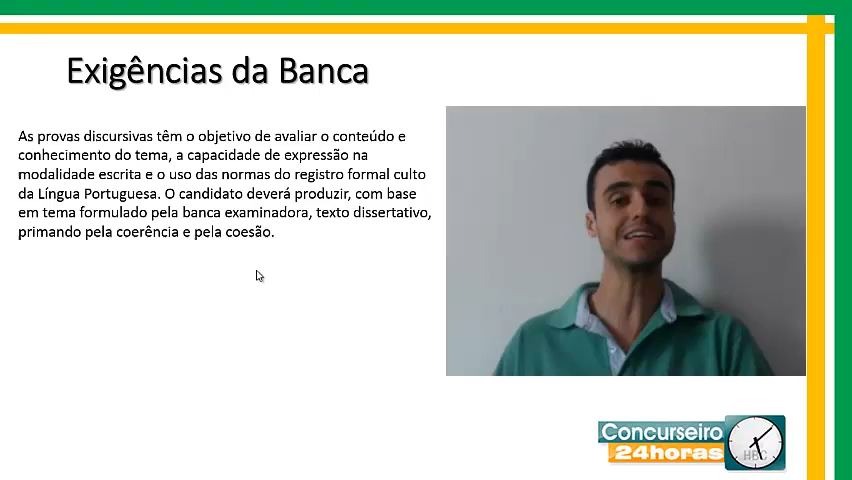 Exigências da Banca
As provas discursivas têm o objetivo de avaliar o conteúdo e
conhecimento do tema, a capacidade de expressão na
modalidade escrita e o uso das normas do registro formal culto
da Língua Portuguesa. O candidato deverá produzir, com base
em tema formulado pela banca examinadora, texto dissertativo,
primando pela coerência e pela coesão.
Concurseiro
24horas
HBC